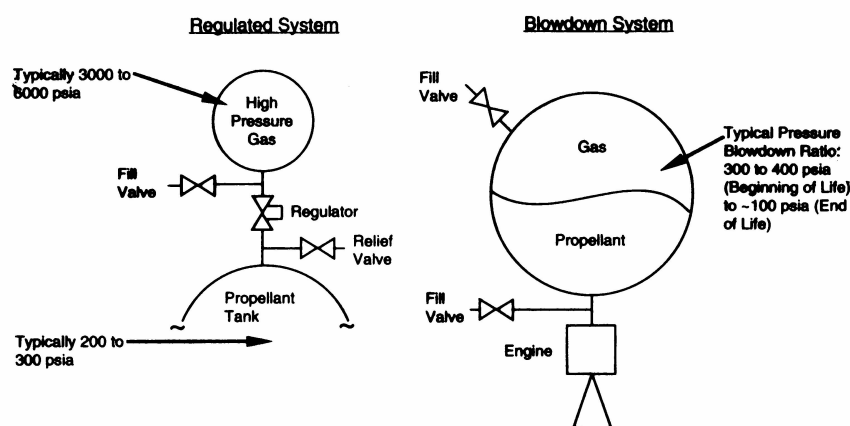 Regulated System
Typically 3000 to
6000 psia
High
Pressure
Gas
Fill
Valve
Regulator
Relief
Valve
Propellant
Tank
Typically 200 to
300 psia
Blowdown System
Fill
Valve
Gas
Typical Pressure
Blowdown Ratio:
300 to 400 psia
(Beginning of Life)
to ~100 psia (End
of Life)
Propellant
Fill
Valve
Engine